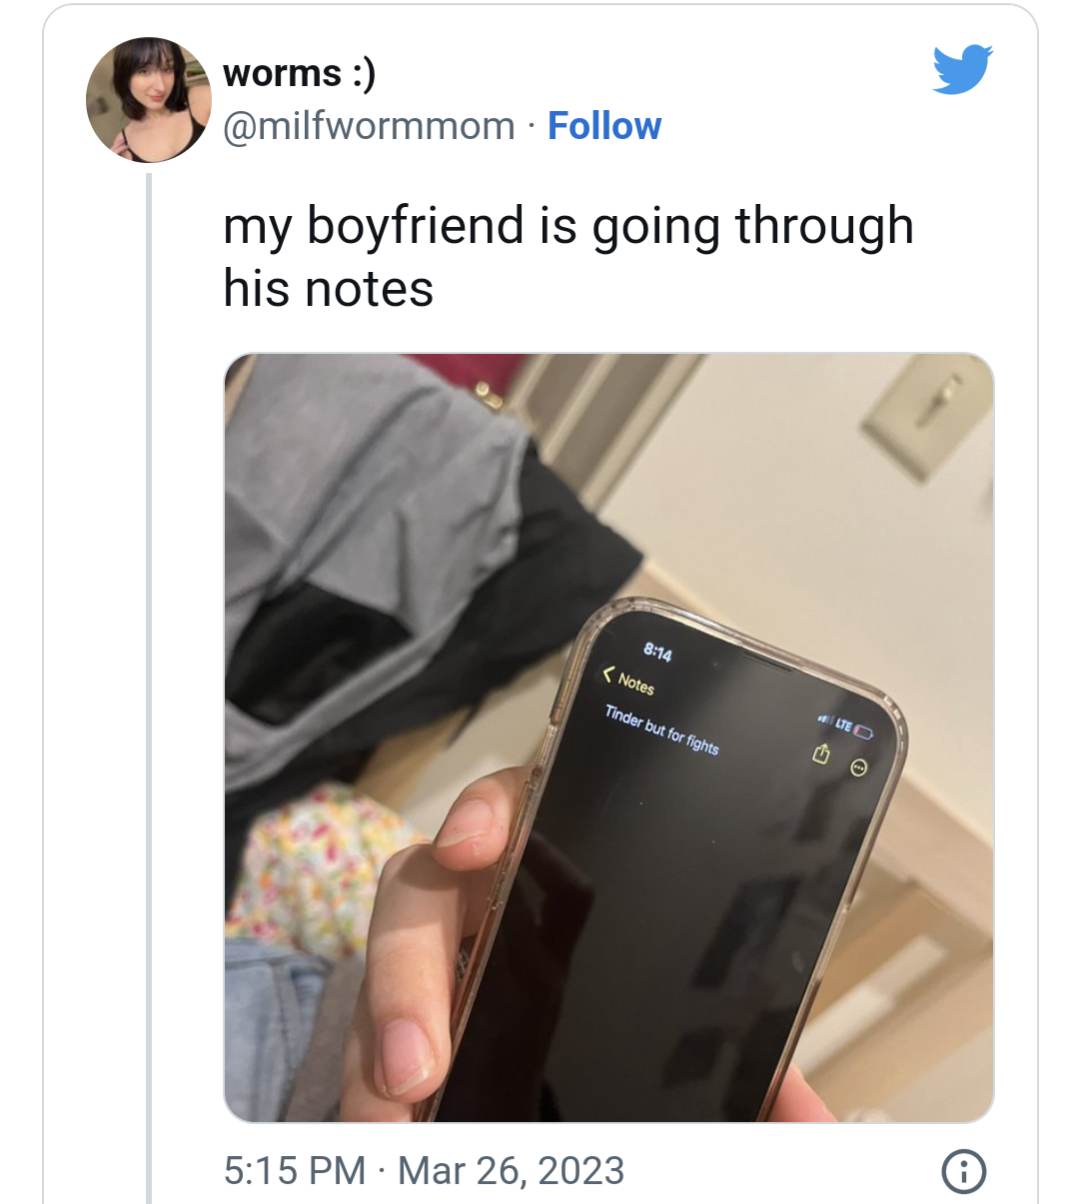 worms :)
@milfwormmom · Follow
my boyfriend is going through
his notes
8:14
LTE
Notes
Tinder but for fights
5:15 PM · Mar 26, 2023